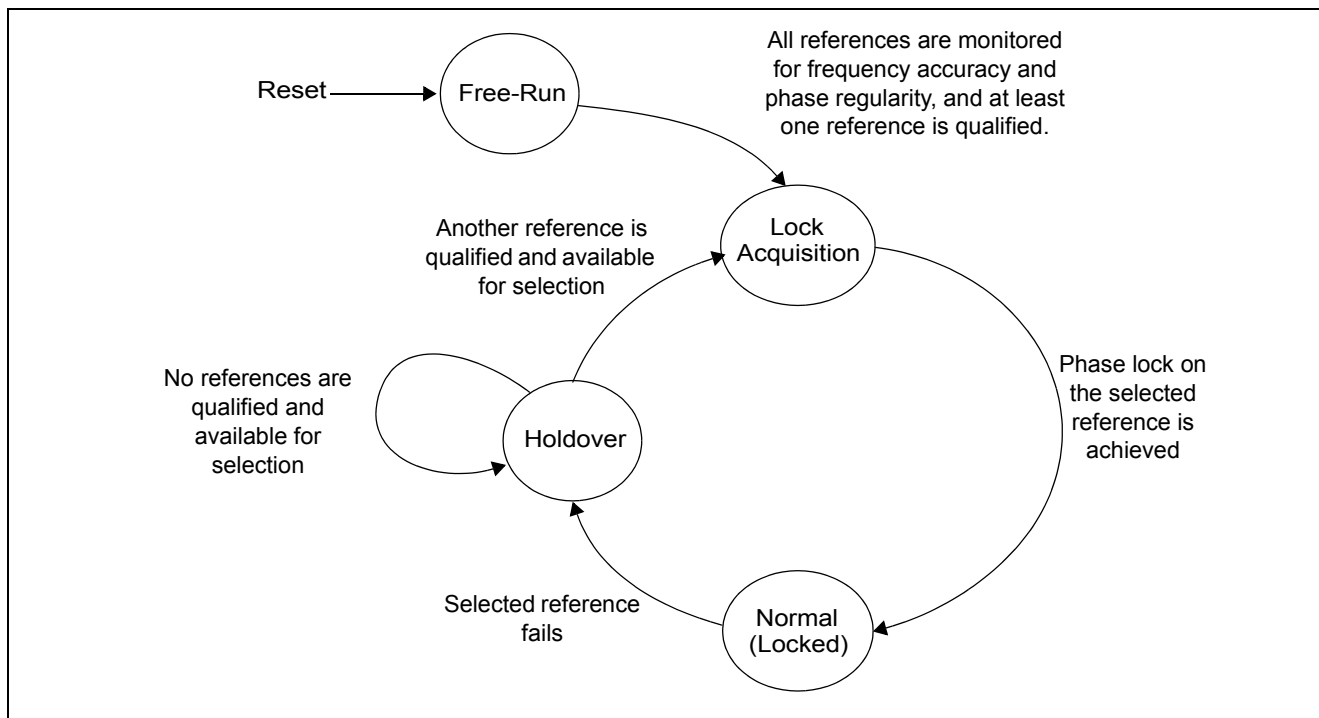 Reset
Free-Run
All references are monitored
for frequency accuracy and
phase regularity, and at least
one reference is qualified.
Lock
Acquisition
Another reference is
qualified and available
for selection
No references are
qualified and
available for
selection
Holdover
Phase lock on
the selected
reference is
achieved
Selected reference
fails
Normal
(Locked)